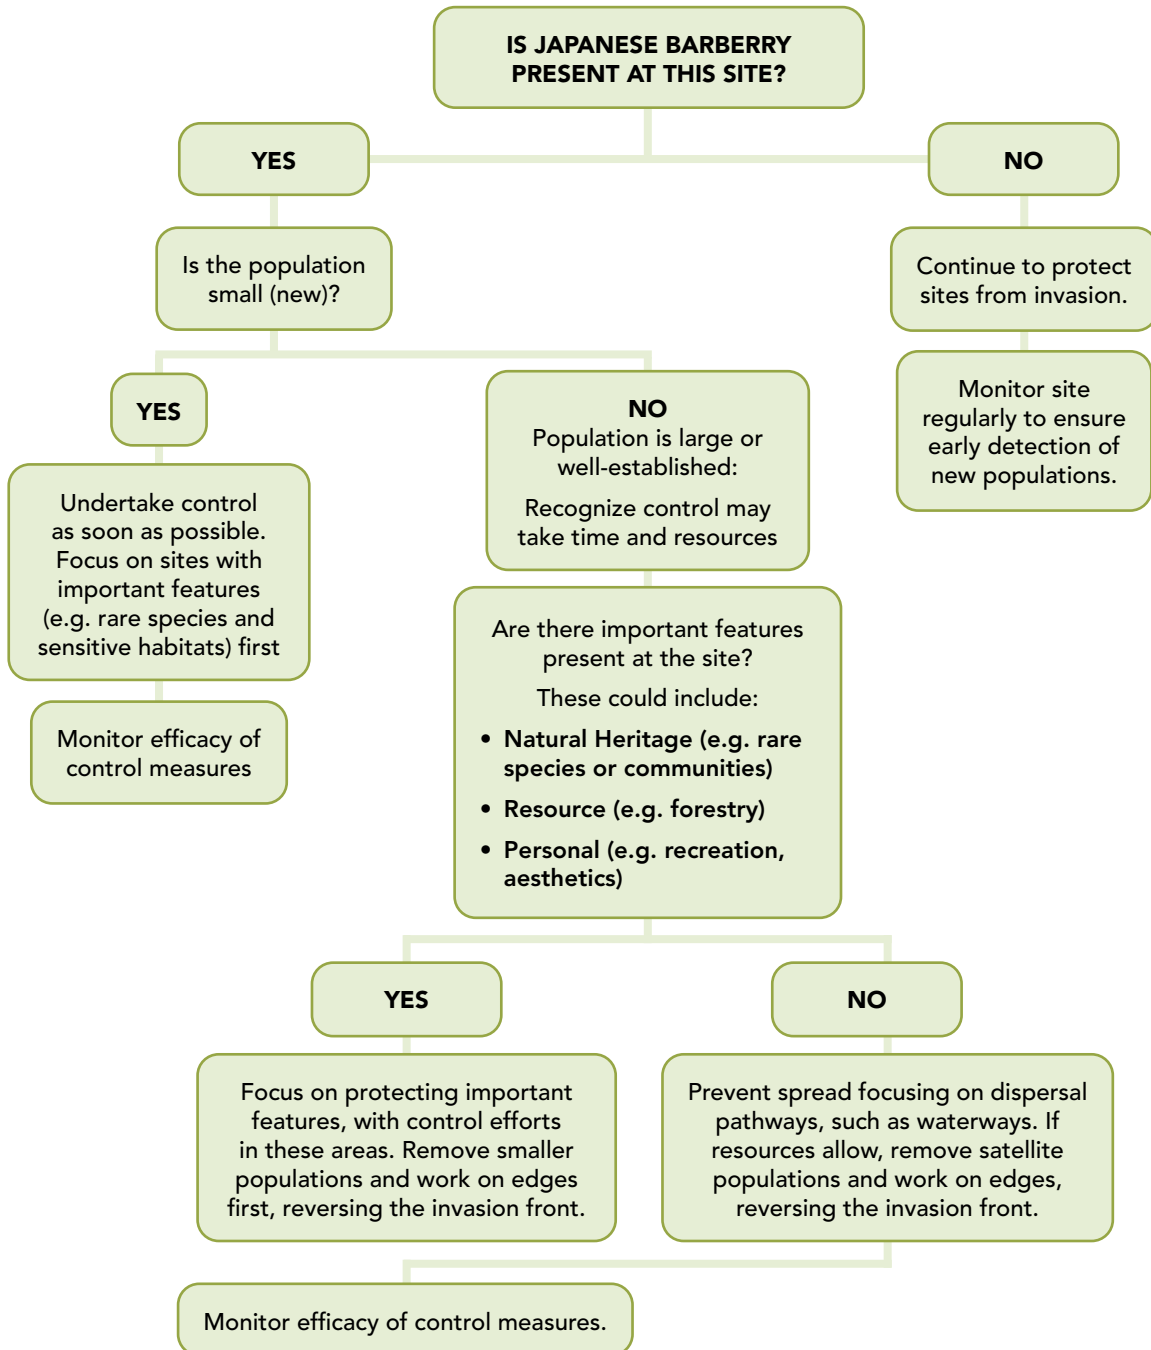 IS JAPANESE BARBERRY
PRESENT AT THIS SITE?
YES
NO
Is the population
small (new)?
Continue to protect
sites from invasion.
YES
NO
Population is large or
well-established:
Recognize control may
take time and resources
Monitor site
regularly to ensure
early detection of
new populations.
Undertake control
as soon as possible.
Focus on sites with
important features
(e.g. rare species and
sensitive habitats) first
Monitor efficacy of
control measures
Are there important features
present at the site?
These could include:
• Natural Heritage (e.g. rare
species or communities)
• Resource (e.g. forestry)
• Personal (e.g. recreation,
aesthetics)
YES
NO
Focus on protecting important
features, with control efforts
in these areas. Remove smaller
populations and work on edges
first, reversing the invasion front.
Prevent spread focusing on dispersal
pathways, such as waterways. If
resources allow, remove satellite
populations and work on edges,
reversing the invasion front.
Monitor efficacy of control measures.